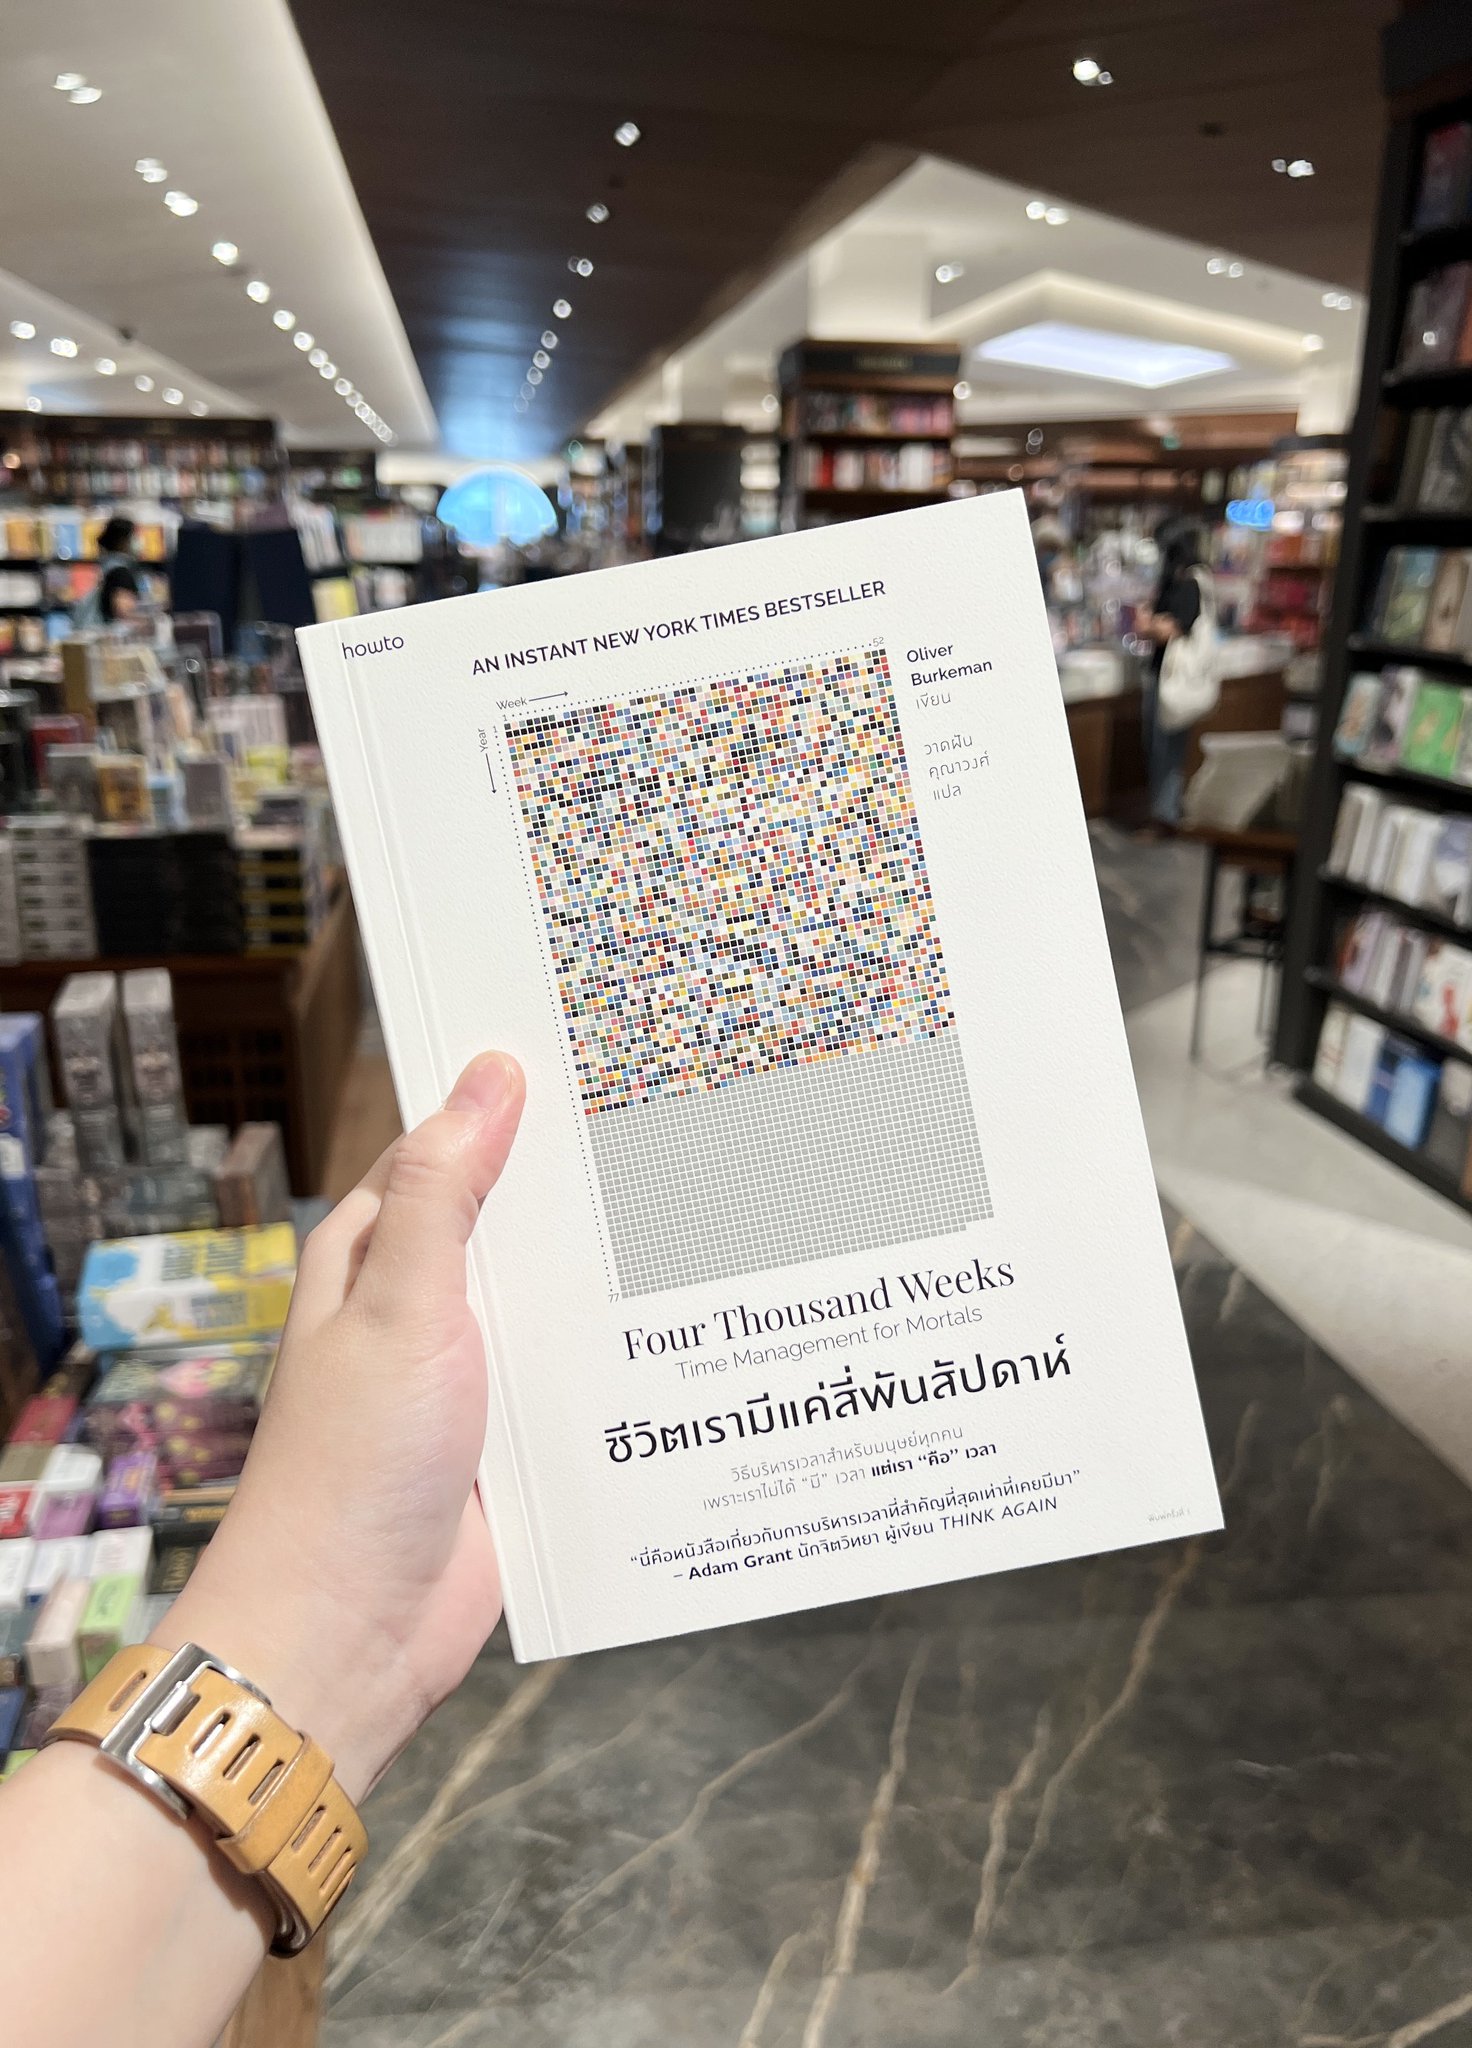 howto
AN INSTANT NEW YORK TIMES BESTSELLER
Week
52
1
Year
77
Oliver
Burkeman
เขียน
วาดฝัน
คุณาวงศ์
แปล
Four Thousand Weeks
Time Management for Mortals
ชีวิตเรามีแค่สี่พันสัปดาห์
วิธีบริหารเวลาสำหรับมนุษย์ทุกคน
เพราะเราไม่ได้ “มี” เวลา แต่เรา “คือ” เวลา
“นี่คือหนังสือเกี่ยวกับการบริหารเวลาที่สำคัญที่สุดเท่าที่เคยมีมา”
– Adam Grant นักจิตวิทยา ผู้เขียน THINK AGAIN
พิมพ์ครั้งที่